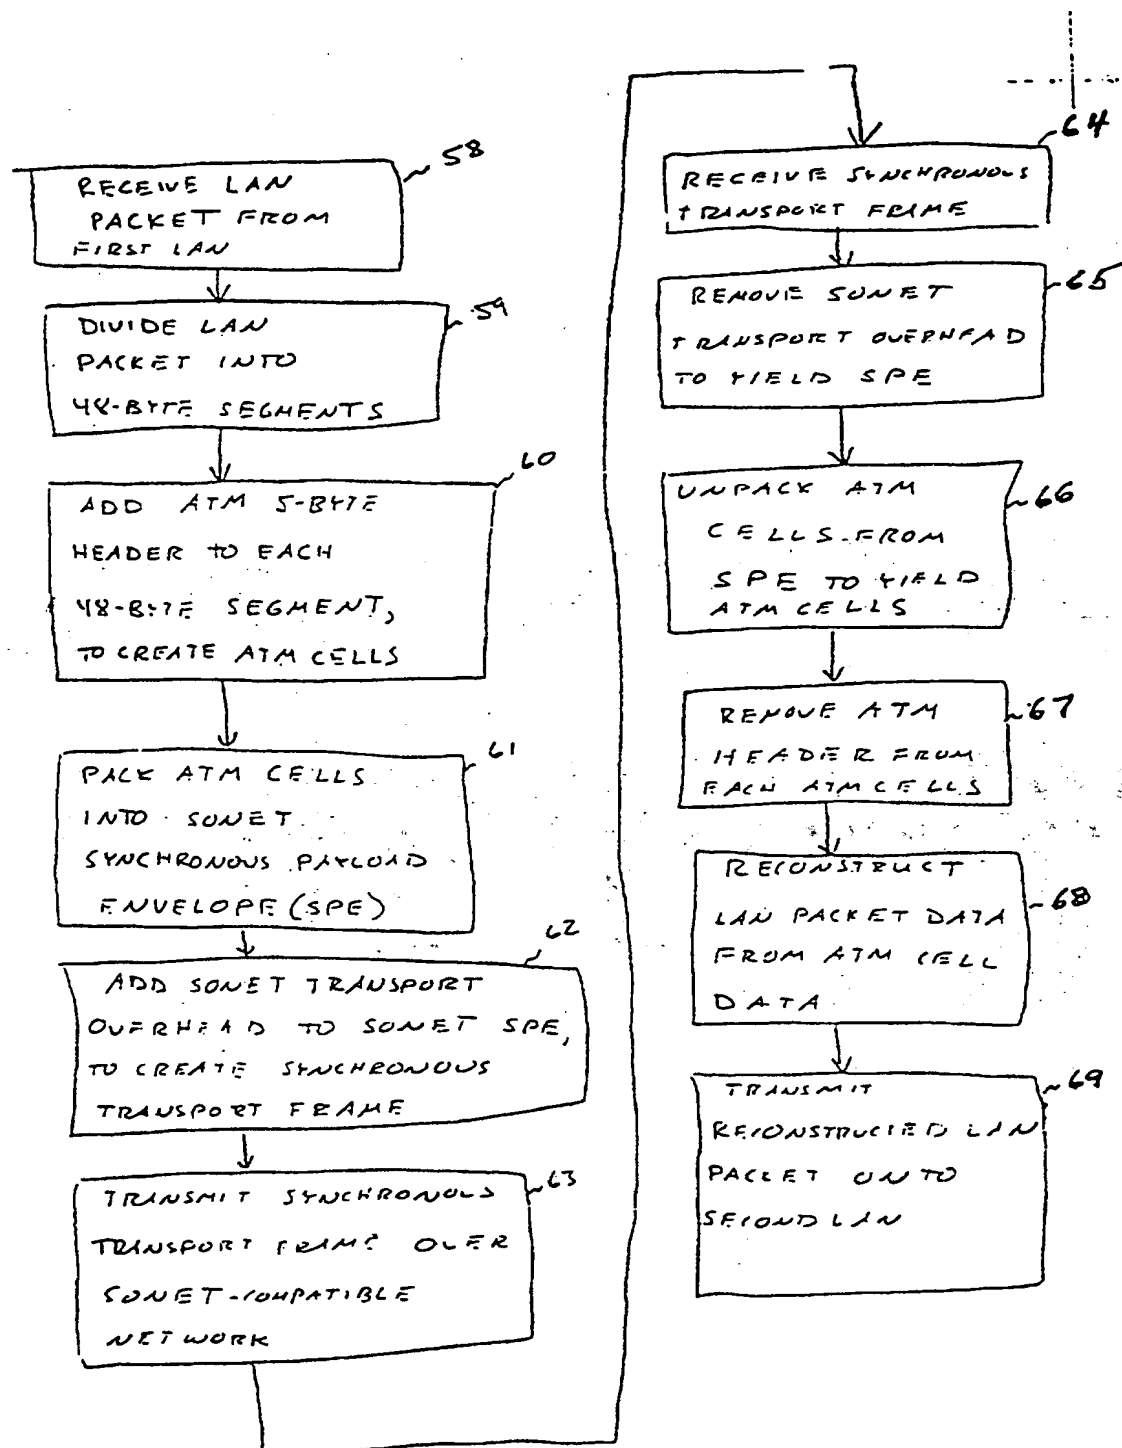 58
RECEIVE LAN
PACKET FROM
FIRST LAN
59
DIVIDE LAN
PACKET INTO
48-BYTE SEGMENTS
60
ADD ATM 5-BYTE
HEADER TO EACH
48-BYTE SEGMENT,
TO CREATE ATM CELLS
61
PACK ATM CELLS
INTO SONET
SYNCHRONOUS PAYLOAD
ENVELOPE (SPE)
62
ADD SONET TRANSPORT
OVERHEAD TO SONET SPE,
TO CREATE SYNCHRONOUS
TRANSPORT FRAME
63
TRANSMIT SYNCHRONOUS
TRANSPORT FRAME OVER
SONET-COMPATIBLE
NETWORK
64
RECEIVE SYNCHRONOUS
TRANSPORT FRAME
65
REMOVE SONET
TRANSPORT OVERHEAD
TO YIELD SPE
66
UNPACK ATM
CELLS FROM
SPE TO YIELD
ATM CELLS
67
REMOVE ATM
HEADER FROM
EACH ATM CELLS
68
RECONSTRUCT
LAN PACKET DATA
FROM ATM CELL
DATA
69
TRANSMIT
RECONSTRUCTED LAN
PACKET ON TO
SECOND LAN